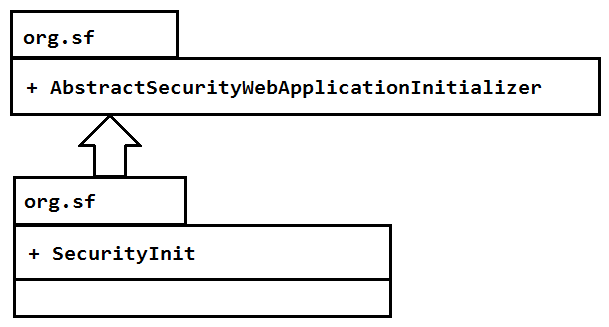 org.sf
+ AbstractSecurityWebApplicationInitializer
org.sf
+ SecurityInit